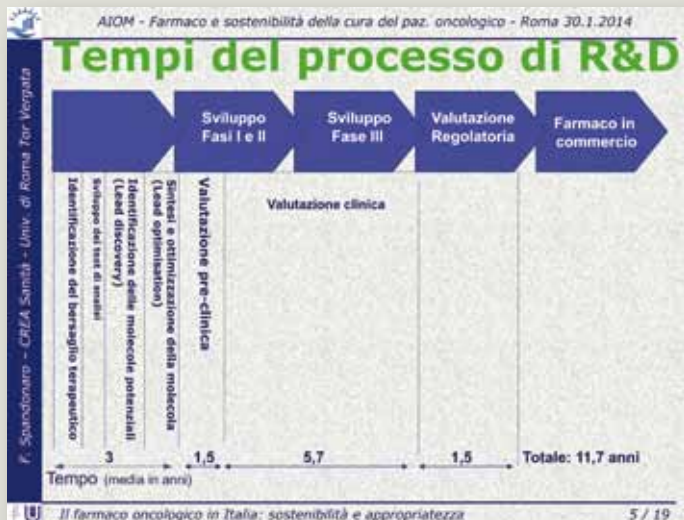 AIOM - Farmaco e sostenibilità della cura del paz. oncologico - Roma 30.1.2014
Tempi del processo di R&D
Sviluppo
Fasi I e II
Sviluppo
Fase III
Valutazione
Regolatoria
Farmaco in
commercio
F. Spandonaro - CREA Sanità - Univ. di Roma Tor Vergata
Identificazione del bersaglio terapeutico
Sviluppo dei test di analisi
Identificazione delle molecole potenziali
(Lead discovery)
Sintesi e ottimizzazione della molecola
(Lead optimisation)
Valutazione pre-clinica
Valutazione clinica
3
1,5
5,7
1,5
Totale: 11,7 anni
Tempo (media in anni)
Il farmaco oncologico in Italia: sostenibilità e appropriatezza
5 / 19